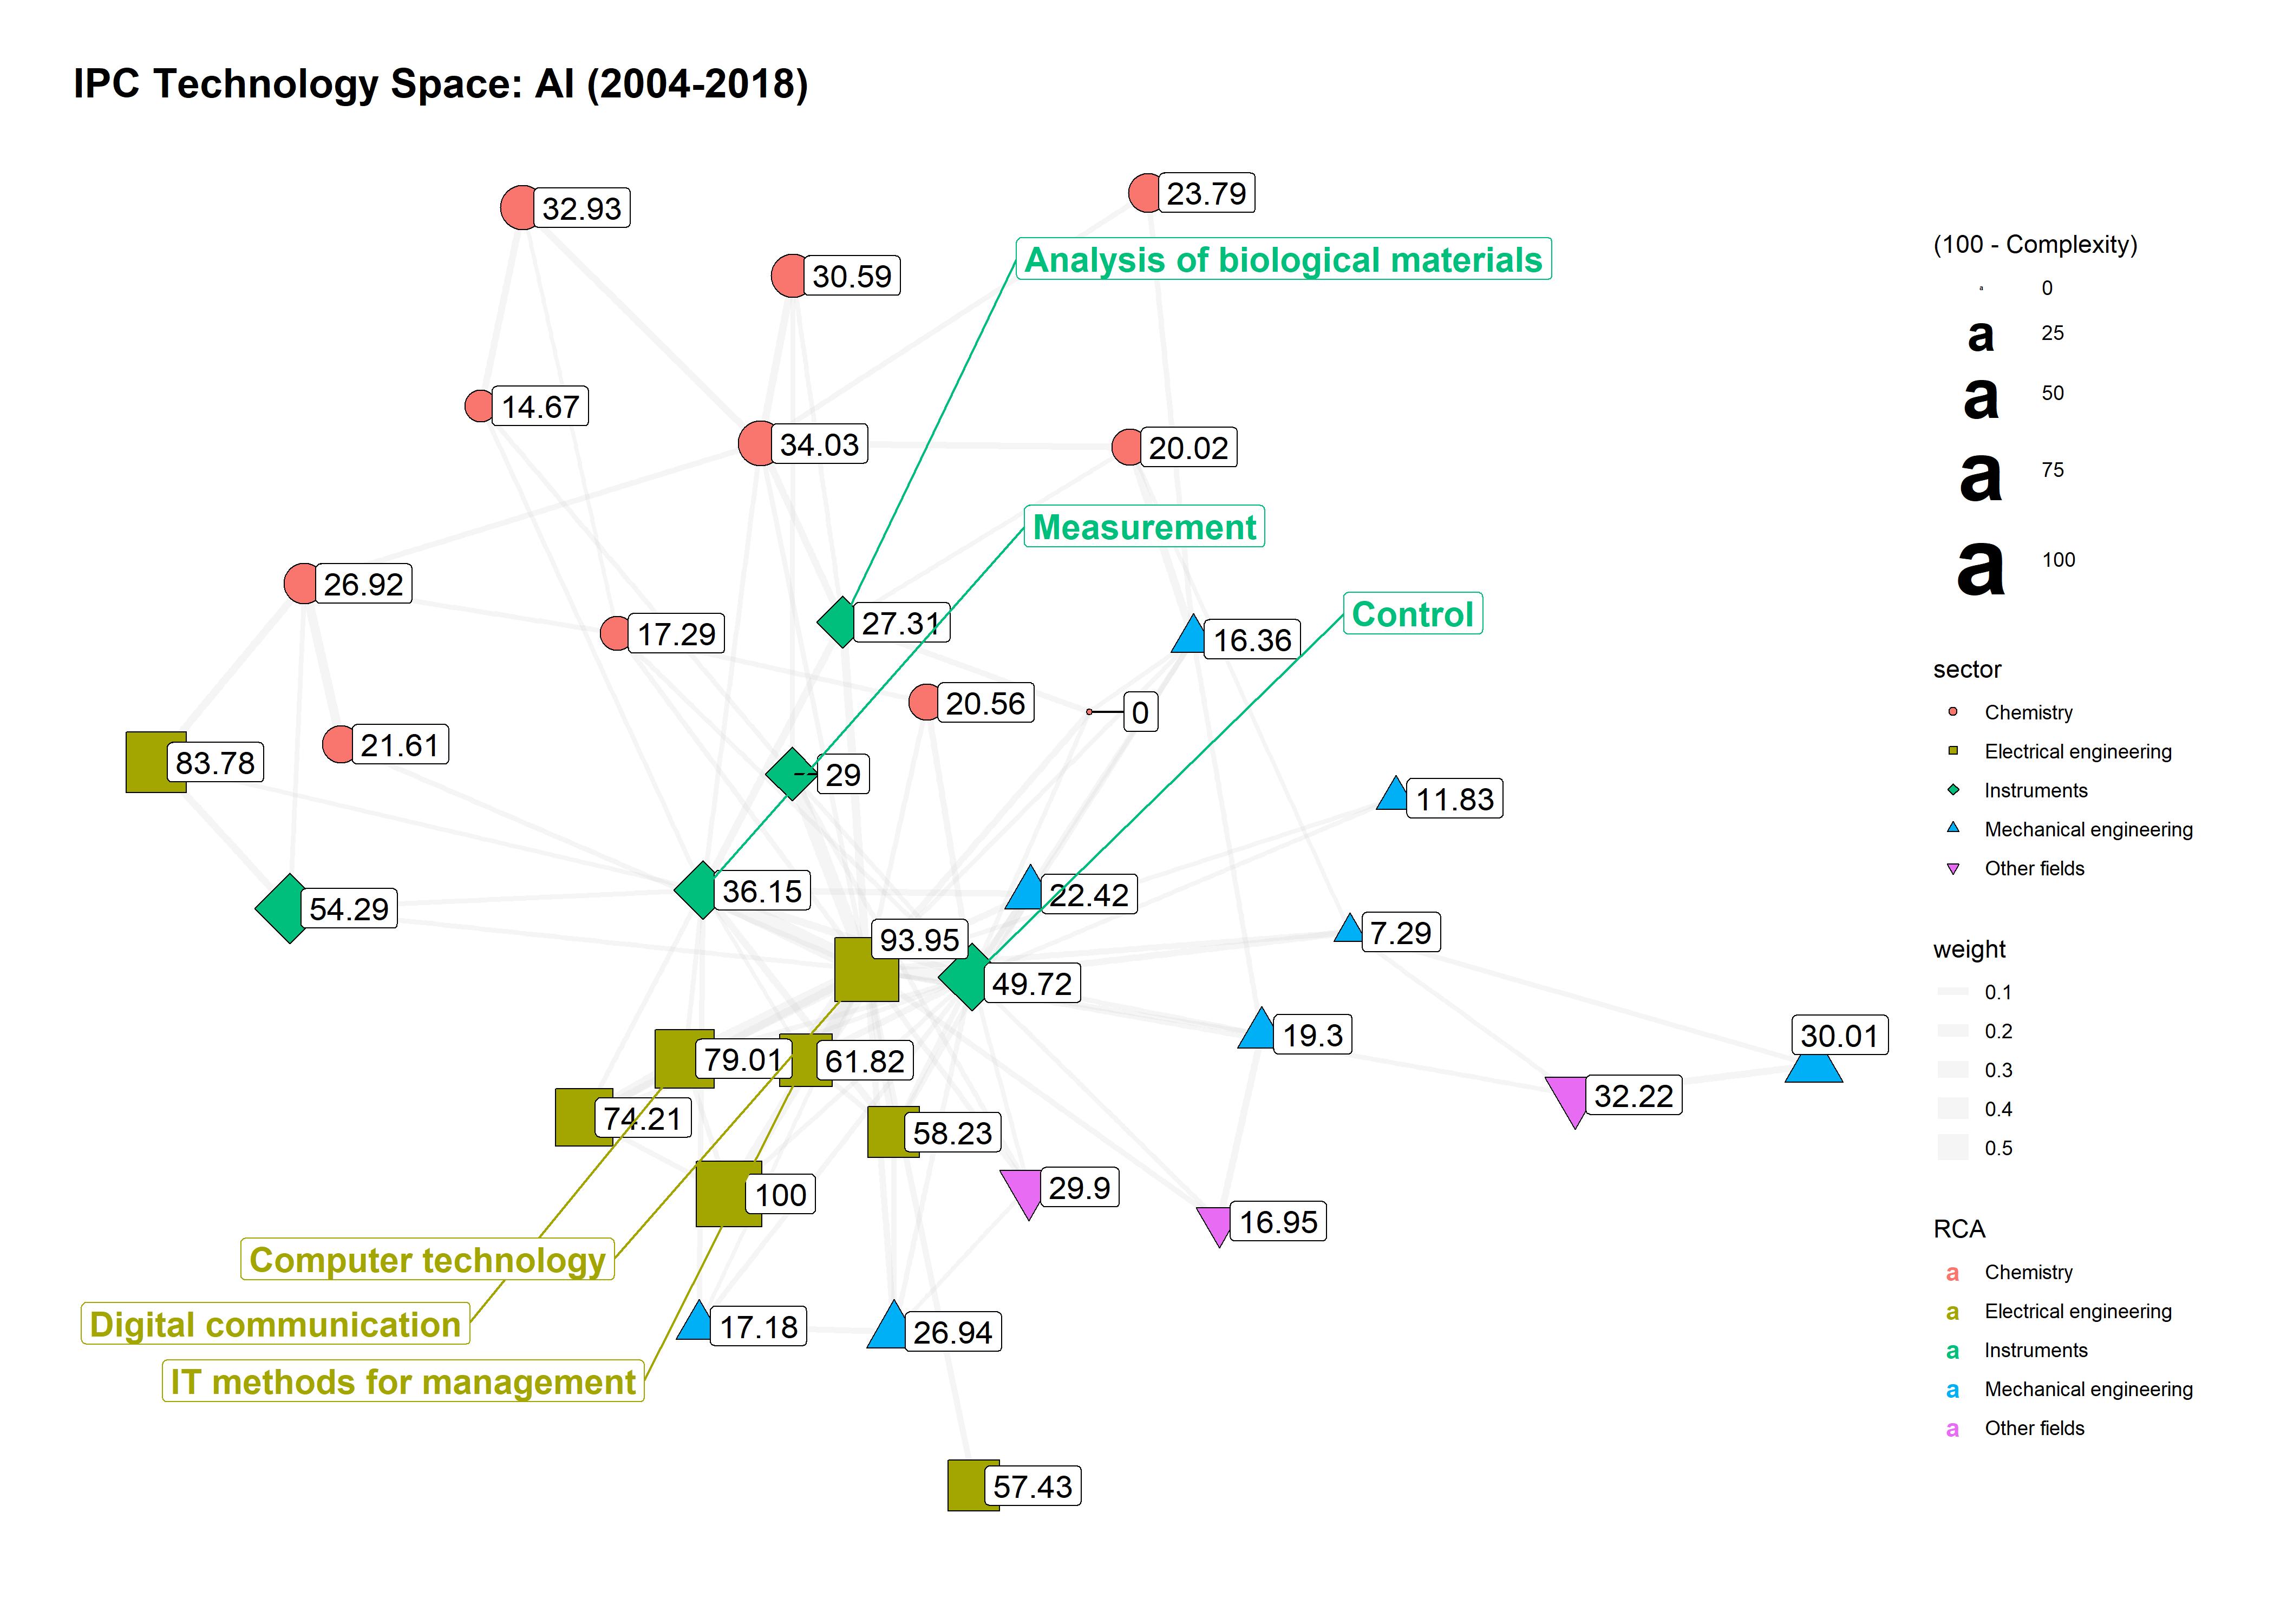 IPC Technology Space: AI (2004-2018)
32.93
23.79
Analysis of biological materials
30.59
14.67
34.03
20.02
Measurement
26.92
17.29
27.31
16.36
Control
20.56
0
21.61
83.78
29
11.83
36.15
22.42
54.29
93.95
7.29
49.72
79.01
61.82
19.3
30.01
74.21
58.23
32.22
100
29.9
16.95
Computer technology
Digital communication
17.18
26.94
IT methods for management
57.43
(100 - Complexity)
a 0
a 25
a 50
a 75
a 100
sector
Chemistry
Electrical engineering
Instruments
Mechanical engineering
Other fields
weight
0.1
0.2
0.3
0.4
0.5
RCA
a Chemistry
a Electrical engineering
a Instruments
a Mechanical engineering
a Other fields